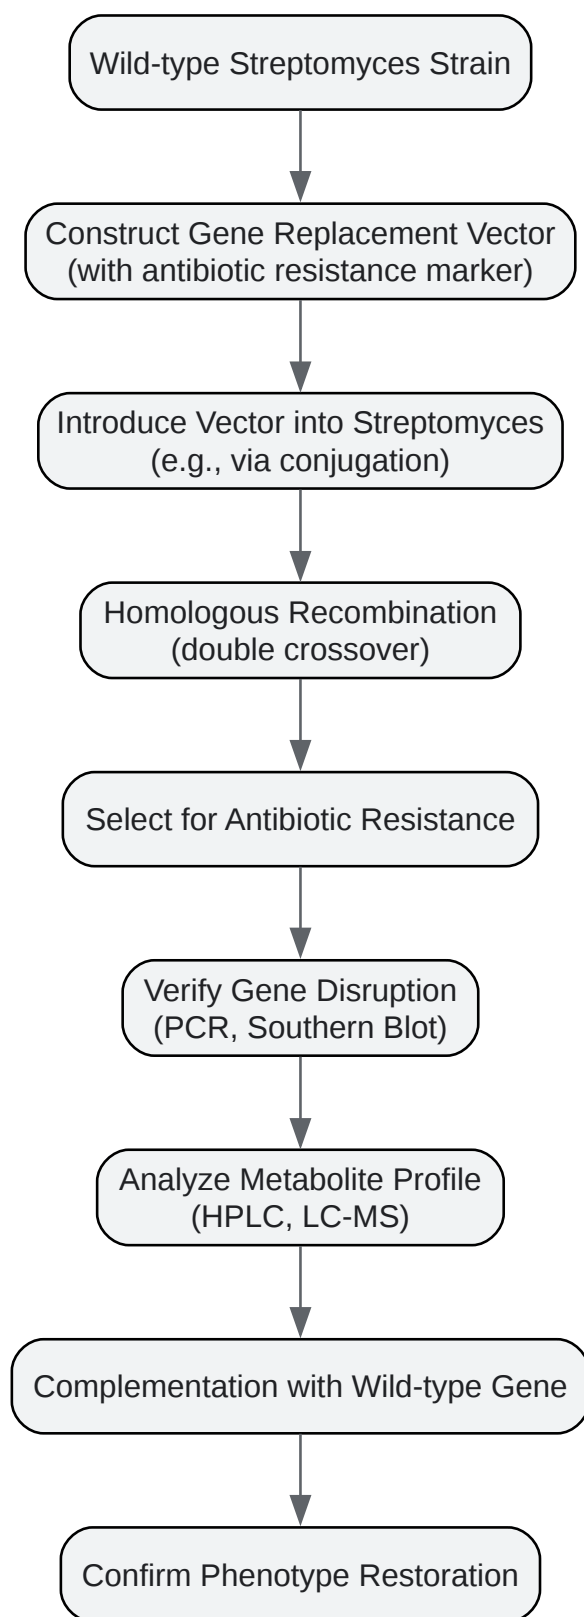 Wild-type Streptomyces Strain
Construct Gene Replacement Vector
(with antibiotic resistance marker)
Introduce Vector into Streptomyces
(e.g., via conjugation)
Homologous Recombination
(double crossover)
Select for Antibiotic Resistance
Verify Gene Disruption
(PCR, Southern Blot)
Analyze Metabolite Profile
(HPLC, LC-MS)
Complementation with Wild-type Gene
Confirm Phenotype Restoration